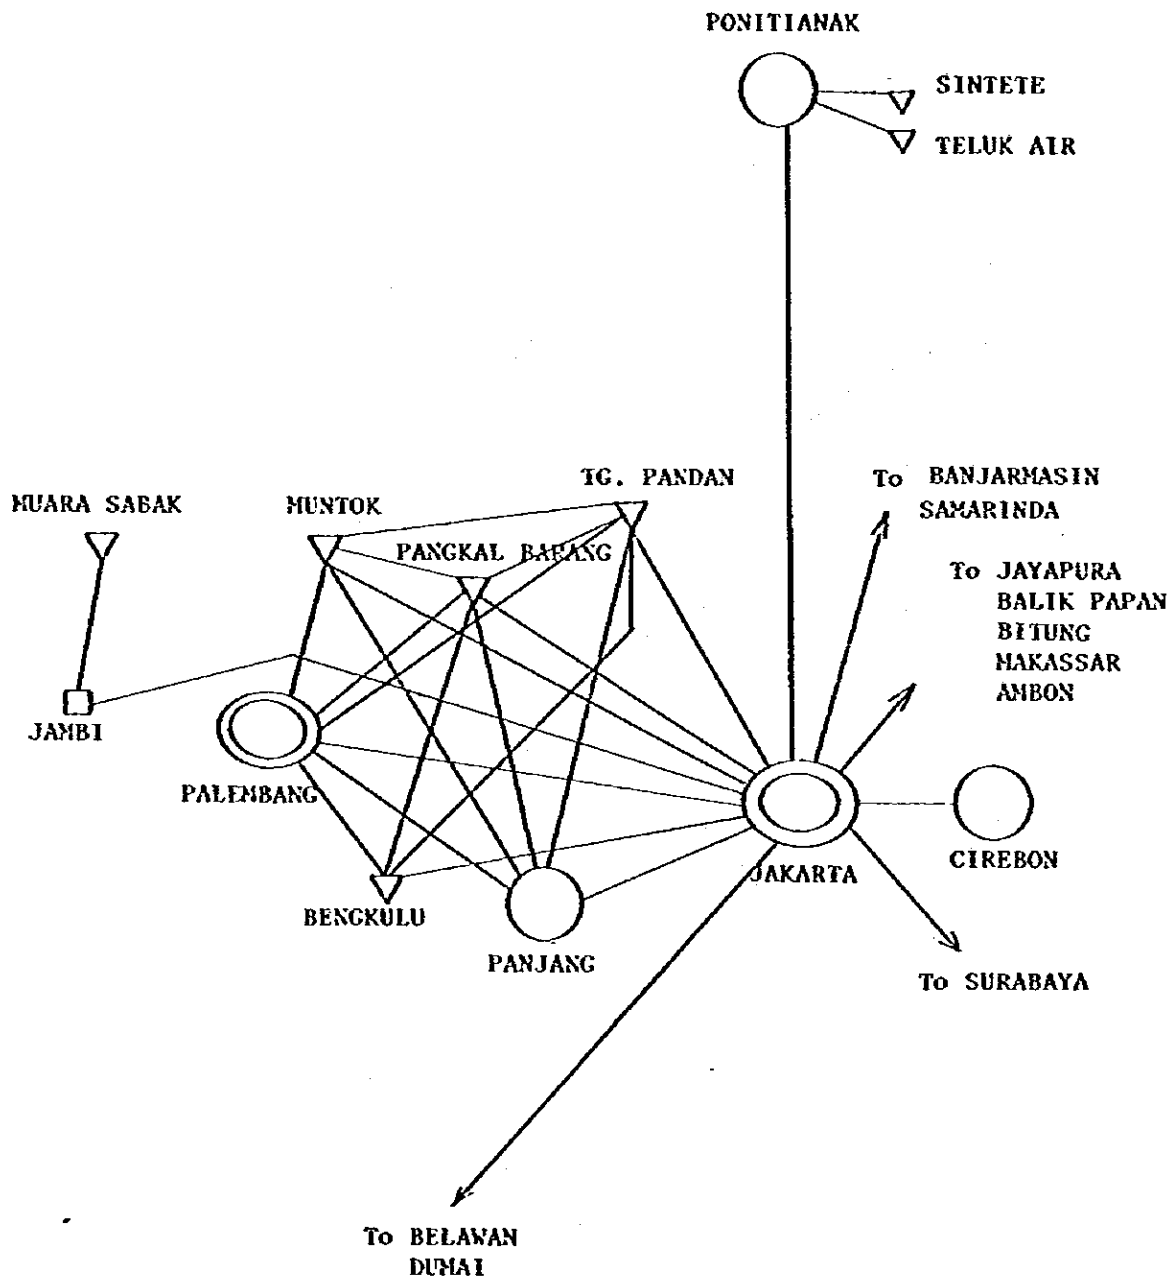 PONITIANAK
SINTETE
TELUK AIR
TG. PANDAN
To BANJARMASIN
SAMARINDA
MUARA SABAK
MUNTOK
PANGKAL BARANG
To JAYAPURA
BALIK PAPAN
BITUNG
MAKASSAR
AMBON
JAMBI
PALEMBANG
JAKARTA
CIREBON
BENGKULU
PANJANG
To SURABAYA
To BELAWAN
DUMAI